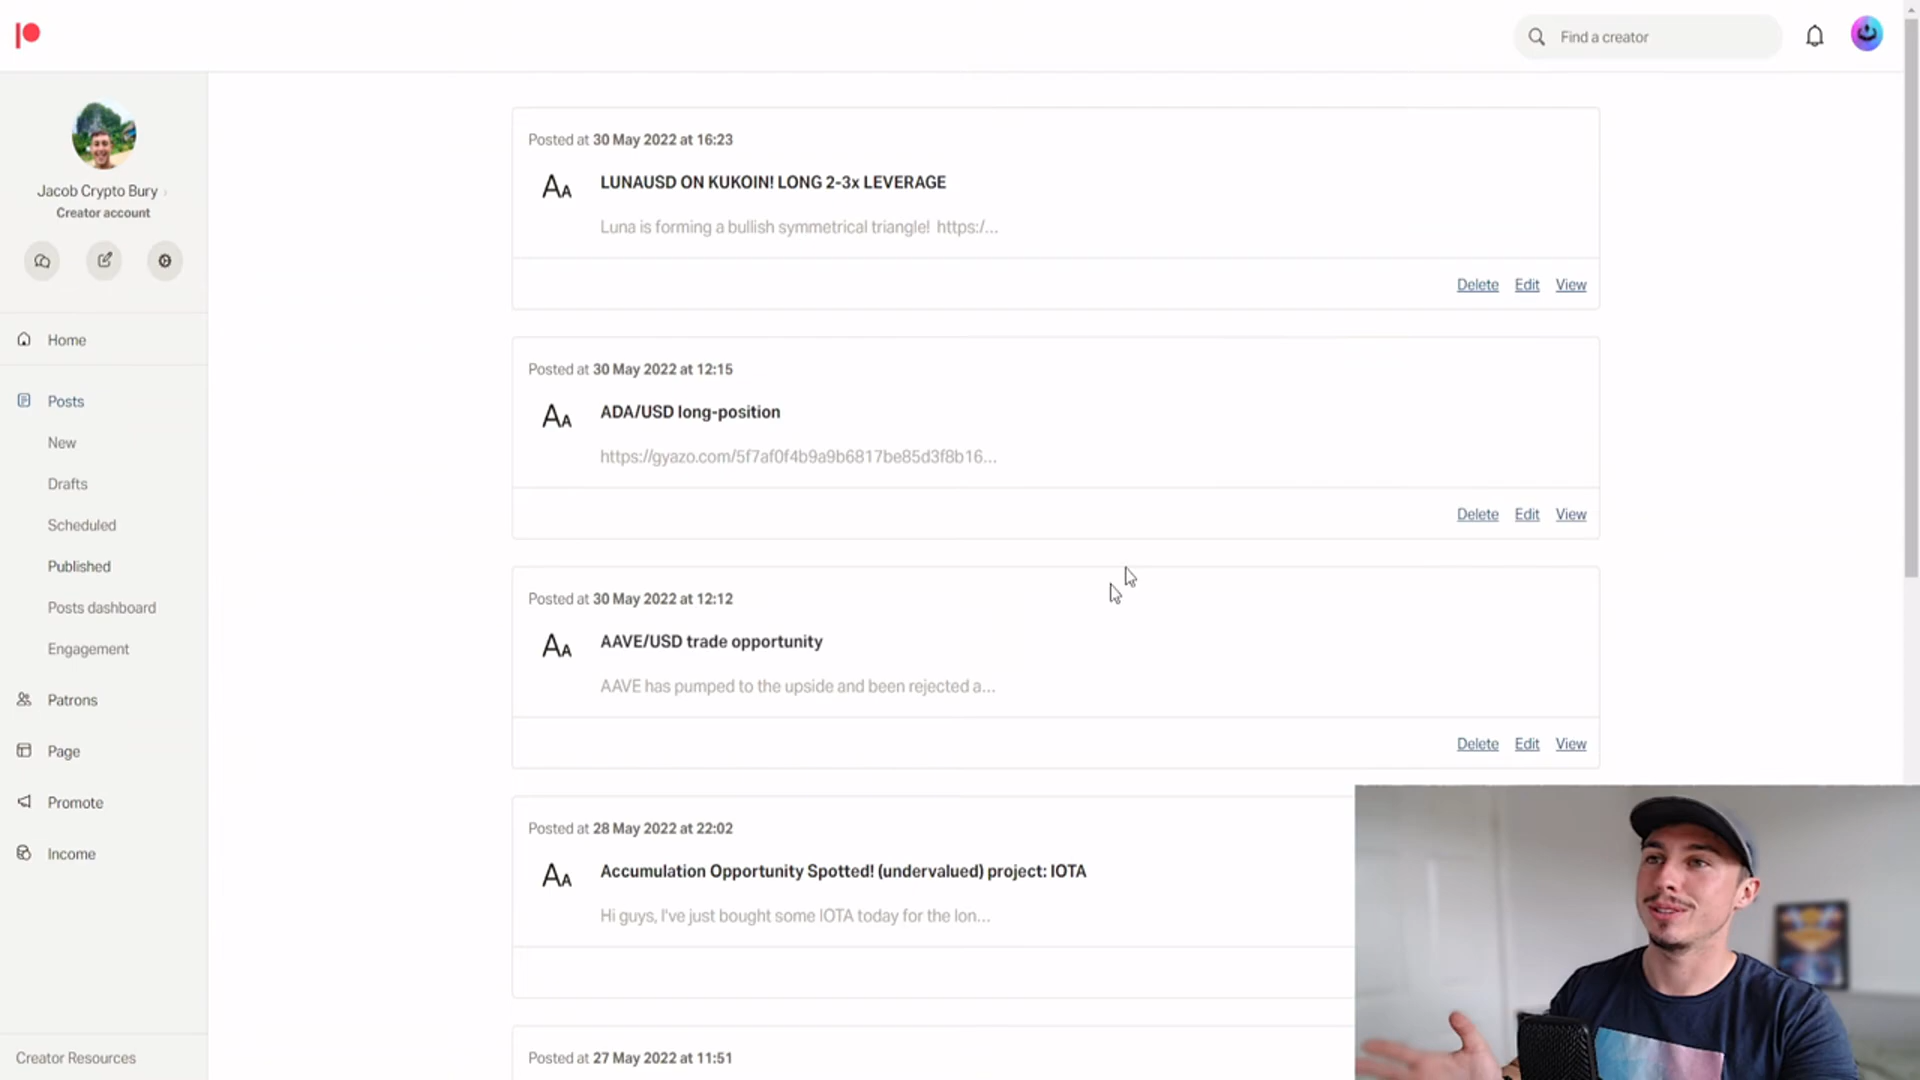 Find a creator
Jacob Crypto Bury
Creator account
Home
Posts
New
Drafts
Scheduled
Published
Posts dashboard
Engagement
Patrons
Page
Promote
Income
Creator Resources
Posted at 30 May 2022 at 16:23
AA LUNAUSD ON KUKOIN! LONG 2-3x LEVERAGE
Luna is forming a bullish symmetrical triangle! https:/...
Delete Edit View
Posted at 30 May 2022 at 12:15
AA ADA/USD long-position
https://gyazo.com/5f7af0f4b9a9b6817be85d3f8b16...
Delete Edit View
Posted at 30 May 2022 at 12:12
AA AAVE/USD trade opportunity
AAVE has pumped to the upside and been rejected a...
Delete Edit View
Posted at 28 May 2022 at 22:02
AA Accumulation Opportunity Spotted! (undervalued) project: IOTA
Hi guys, I've just bought some IOTA today for the lon...
Posted at 27 May 2022 at 11:51